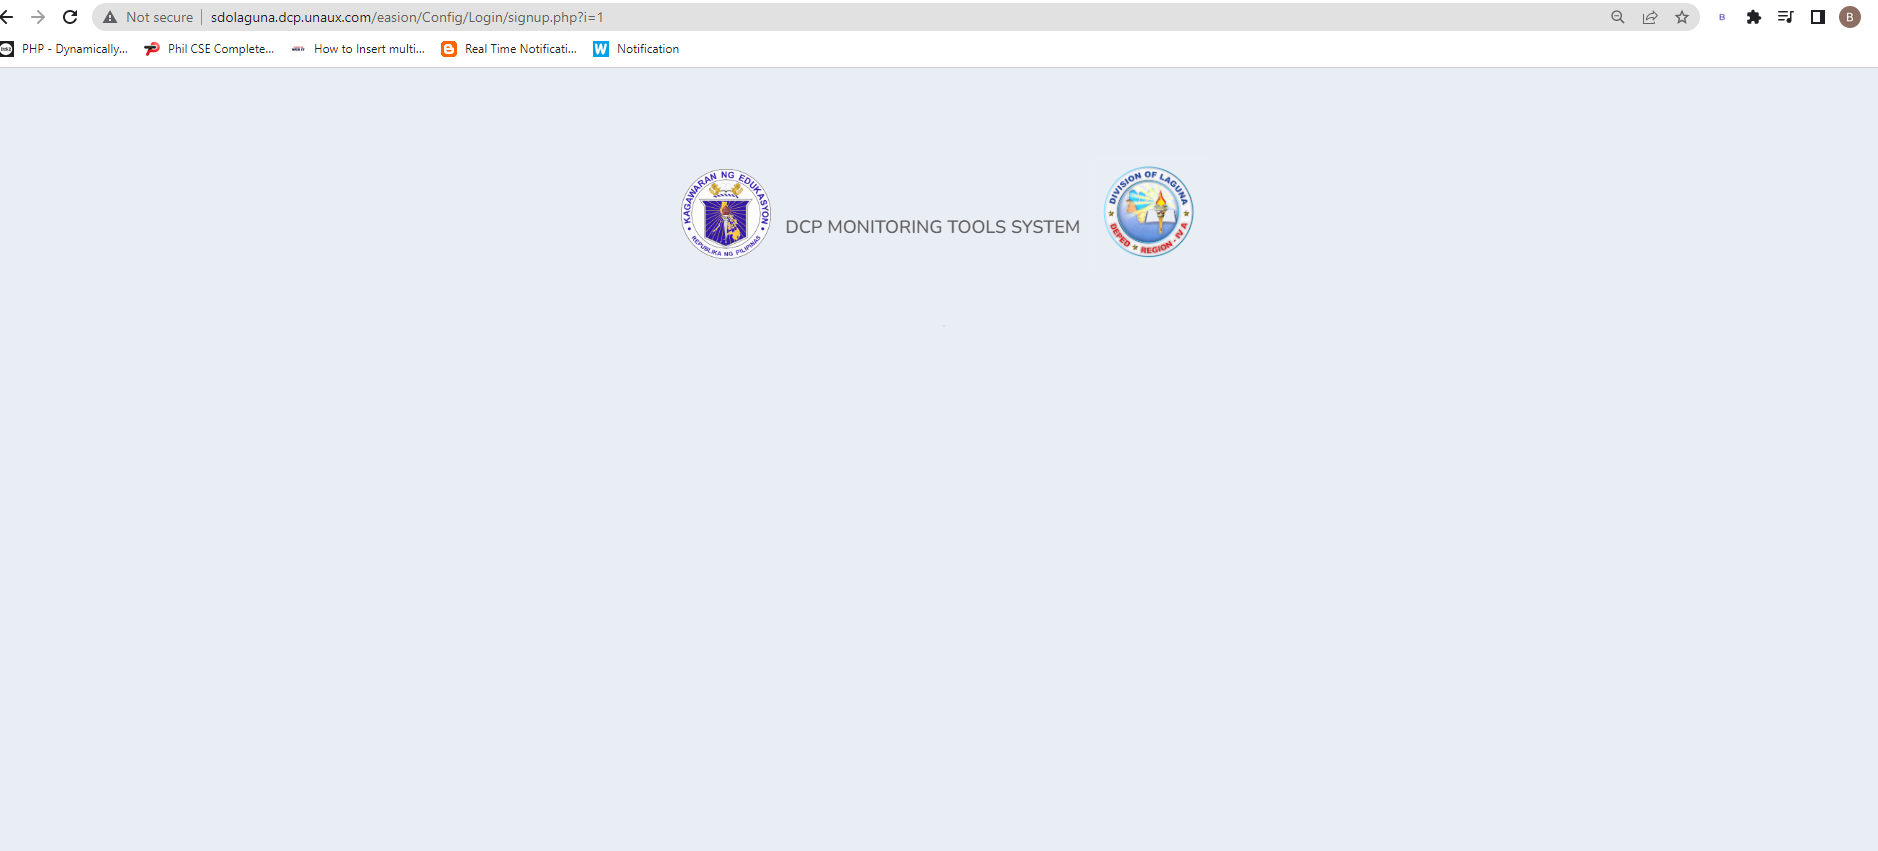 Not secure sdolaguna.dcp.unaux.com/easion/Config/Login/signup.php?i=1
B
B
PHP - Dynamically...
Phil CSE Complete...
How to Insert multi...
Real Time Notificati...
W Notification
KAGAWARAN NG EDUKASYON
REPUBLIKA NG PILIPINAS
DCP MONITORING TOOLS SYSTEM
DIVISION OF LAGUNA
DEPED ★ REGION - IV A